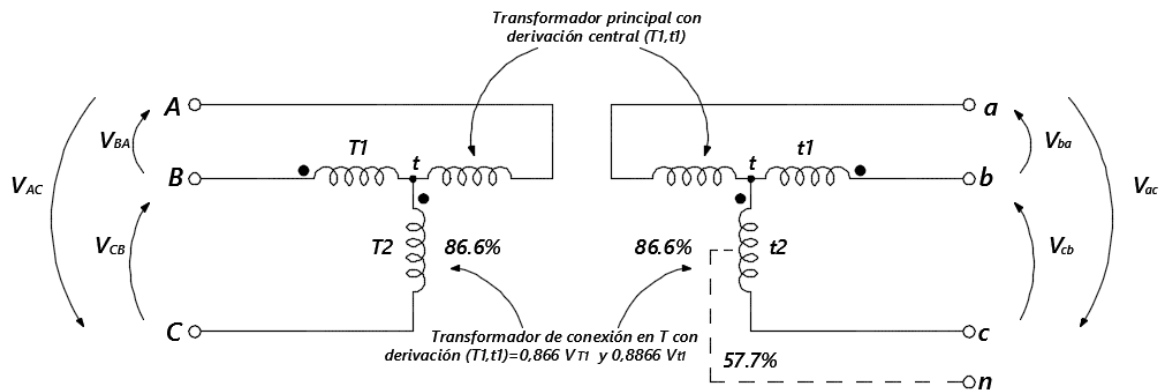 Transformador principal con
derivación central (T1,t1)
A
a
VBA
Vba
T1
t
t
t1
B
b
VAC
Vac
VCB
T2
86.6%
86.6%
t2
Vcb
C
Transformador de conexión en T con
derivación (T1,t1)=0,866 VT1 y 0,8866 Vt1
c
57.7%
n